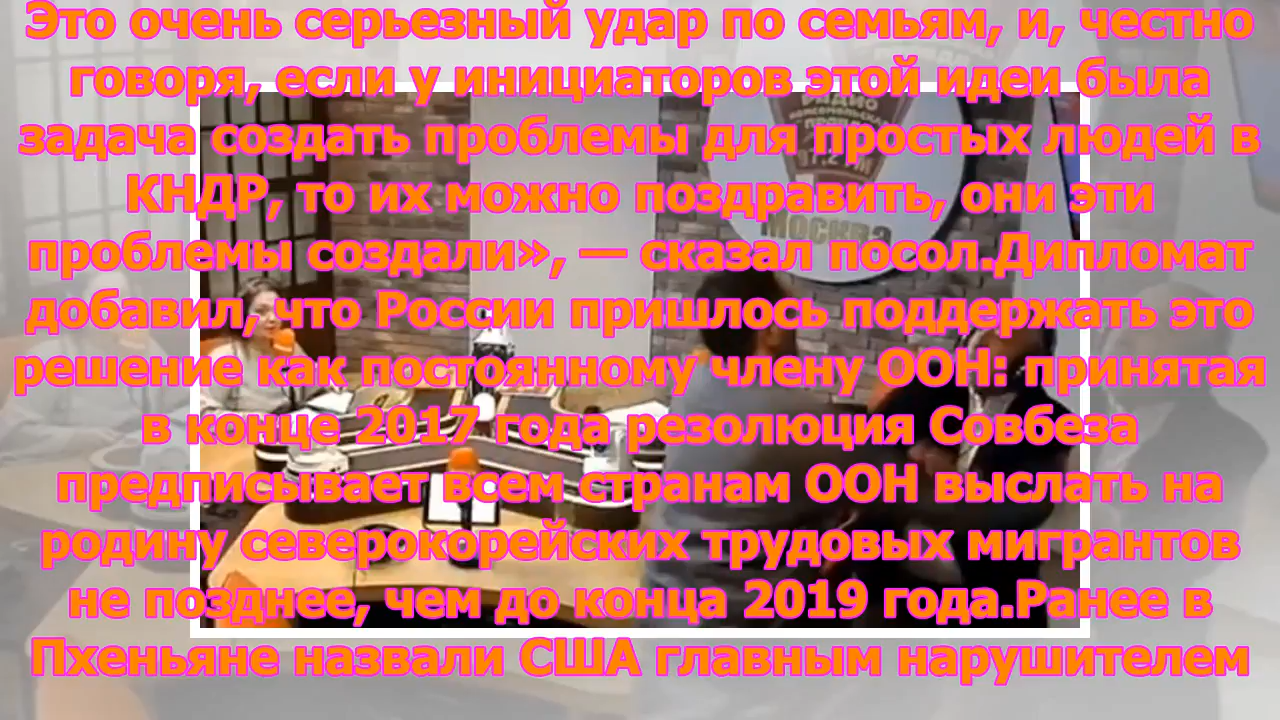 Это очень серьезный удар по семьям, и, честно
говоря, если у инициаторов этой идеи была
задача создать проблемы для простых людей в
КНДР, то их можно поздравить, они эти
проблемы создали», — сказал посол.Дипломат
добавил, что России пришлось поддержать это
решение как постоянному члену ООН: принятая
в конце 2017 года резолюция Совбеза
предписывает всем странам ООН выслать на
родину северокорейских трудовых мигрантов
не позднее, чем до конца 2019 года.Ранее в
Пхеньяне назвали США главным нарушителем
РАДИО
МОСКВА